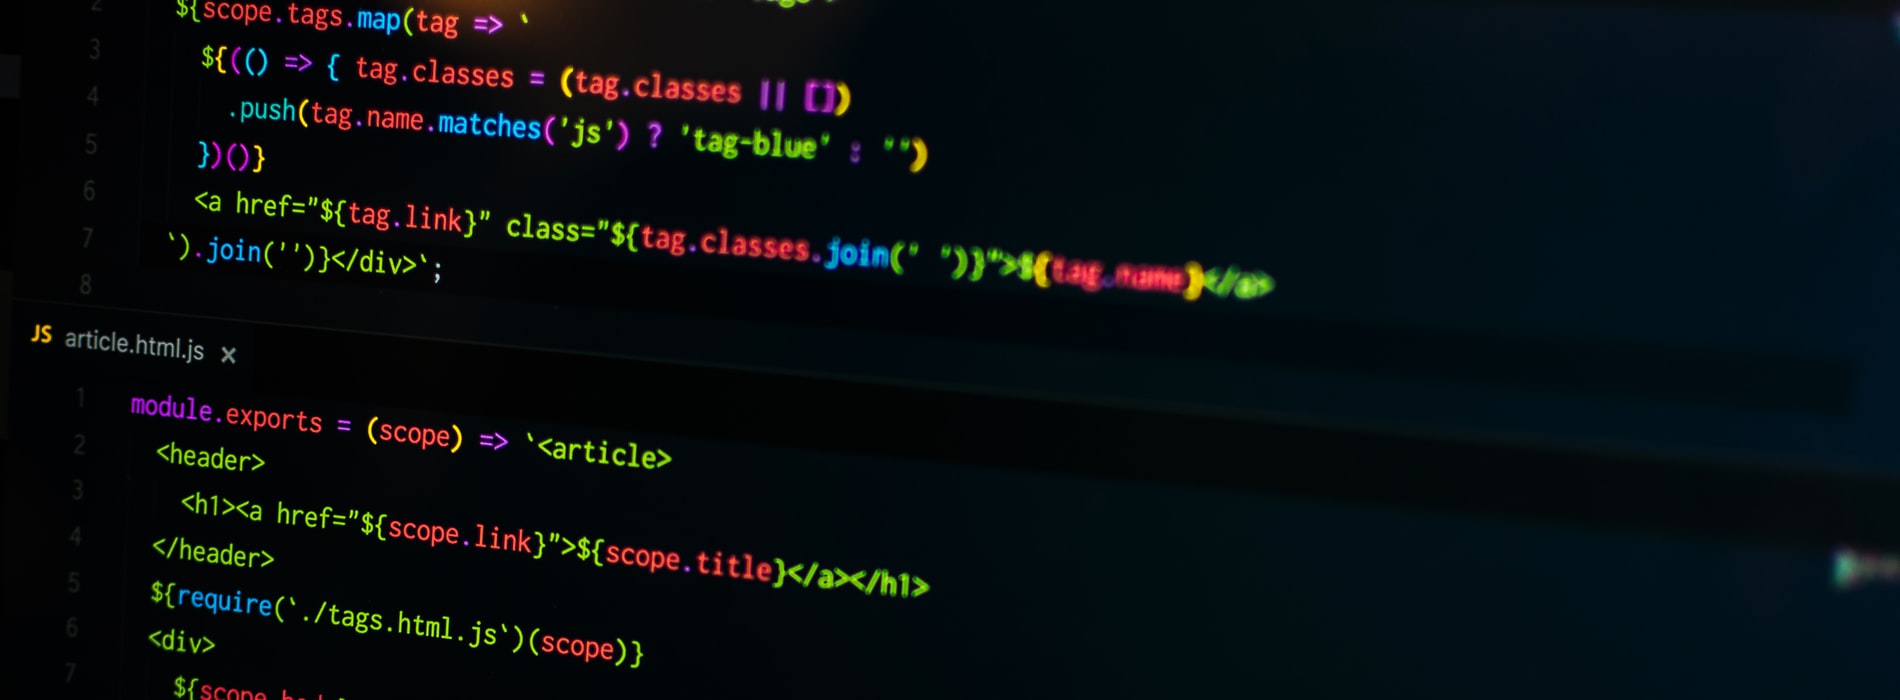 2 ${scope.tags.map(tag => `
3 ${(() => { tag.classes = (tag.classes || [])
4 .push(tag.name.matches('js') ? 'tag-blue' : '')
5 })()}
6 <a href="${tag.link}" class="${tag.classes.join(' ')}">${tag.name}</a>
7 `).join('')}</div>`;
8
JS article.html.js ×
1 module.exports = (scope) => `<article>
2 <header>
3 <h1><a href="${scope.link}">${scope.title}</a></h1>
4 </header>
5 ${require(`./tags.html.js`)(scope)}
6 <div>
7 ${scope